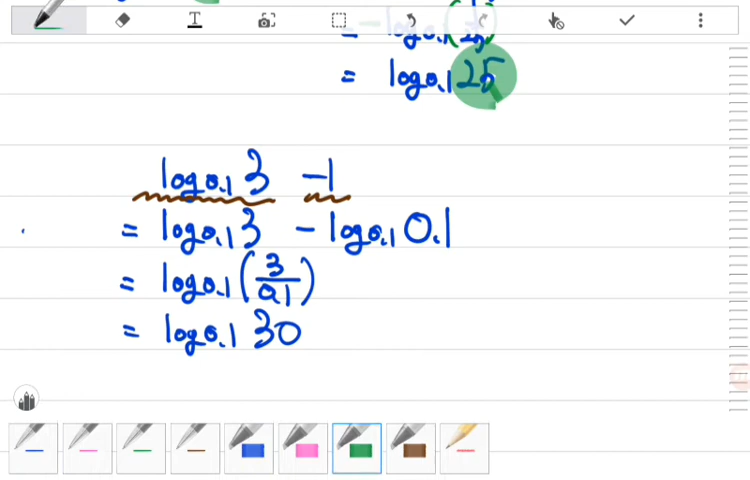 = log₀.₁ 25
log₀.₁ 3 − 1
= log₀.₁ 3 − log₀.₁ 0.1
= log₀.₁ (3/0.1)
= log₀.₁ 30